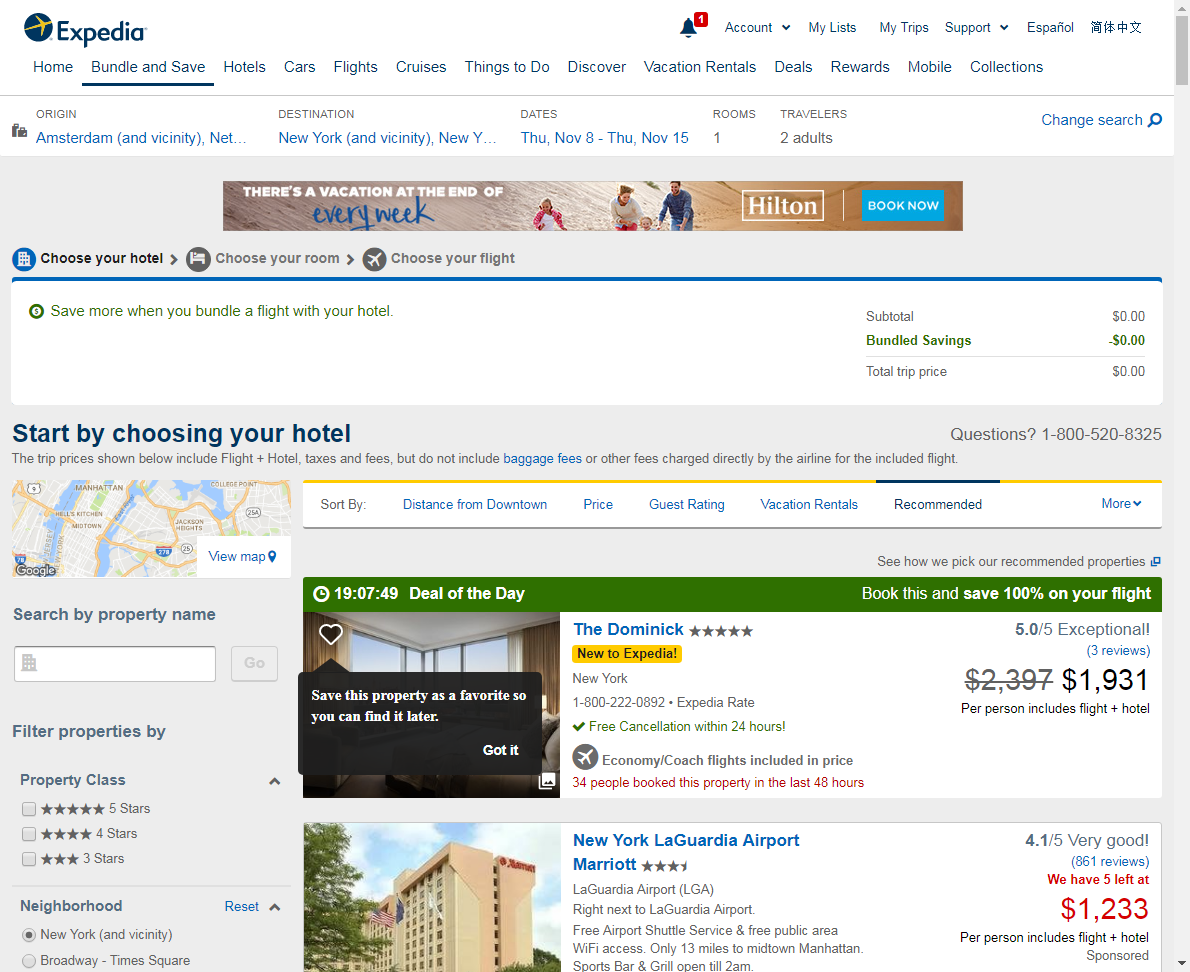 Expedia
1
Account
My Lists
My Trips
Support
Español
简体中文
Home
Bundle and Save
Hotels
Cars
Flights
Cruises
Things to Do
Discover
Vacation Rentals
Deals
Rewards
Mobile
Collections
ORIGIN
Amsterdam (and vicinity), Net...
DESTINATION
New York (and vicinity), New Y...
DATES
Thu, Nov 8 - Thu, Nov 15
ROOMS
1
TRAVELERS
2 adults
Change search
THERE'S A VACATION AT THE END OF
everyweek
Hilton
BOOK NOW
Choose your hotel
Choose your room
Choose your flight
Save more when you bundle a flight with your hotel.
Subtotal $0.00
Bundled Savings -$0.00
Total trip price $0.00
Start by choosing your hotel
Questions? 1-800-520-8325
The trip prices shown below include Flight + Hotel, taxes and fees, but do not include baggage fees or other fees charged directly by the airline for the included flight.
MANHATTAN
COLLEGE POINT
9
HELL'S KITCHEN
MIDTOWN
East River
JACKSON
HEIGHTS
25A
25
278
78
JERSEY
NEW YORK
Google
View map
Sort By:
Distance from Downtown
Price
Guest Rating
Vacation Rentals
Recommended
More
See how we pick our recommended properties
Search by property name
Go
Filter properties by
Property Class
5 Stars
4 Stars
3 Stars
Neighborhood
Reset
New York (and vicinity)
Broadway - Times Square
19:07:49 Deal of the Day
Book this and save 100% on your flight
Save this property as a favorite so
you can find it later.
Got it
The Dominick
New to Expedia!
New York
1-800-222-0892 • Expedia Rate
Free Cancellation within 24 hours!
Economy/Coach flights included in price
34 people booked this property in the last 48 hours
5.0/5 Exceptional!
(3 reviews)
$2,397 $1,931
Per person includes flight + hotel
Marriott
New York LaGuardia Airport
Marriott
LaGuardia Airport (LGA)
Right next to LaGuardia Airport.
Free Airport Shuttle Service & free public area
WiFi access. Only 13 miles to midtown Manhattan.
Sports Bar & Grill open till 2am.
4.1/5 Very good!
(861 reviews)
We have 5 left at
$1,233
Per person includes flight + hotel
Sponsored